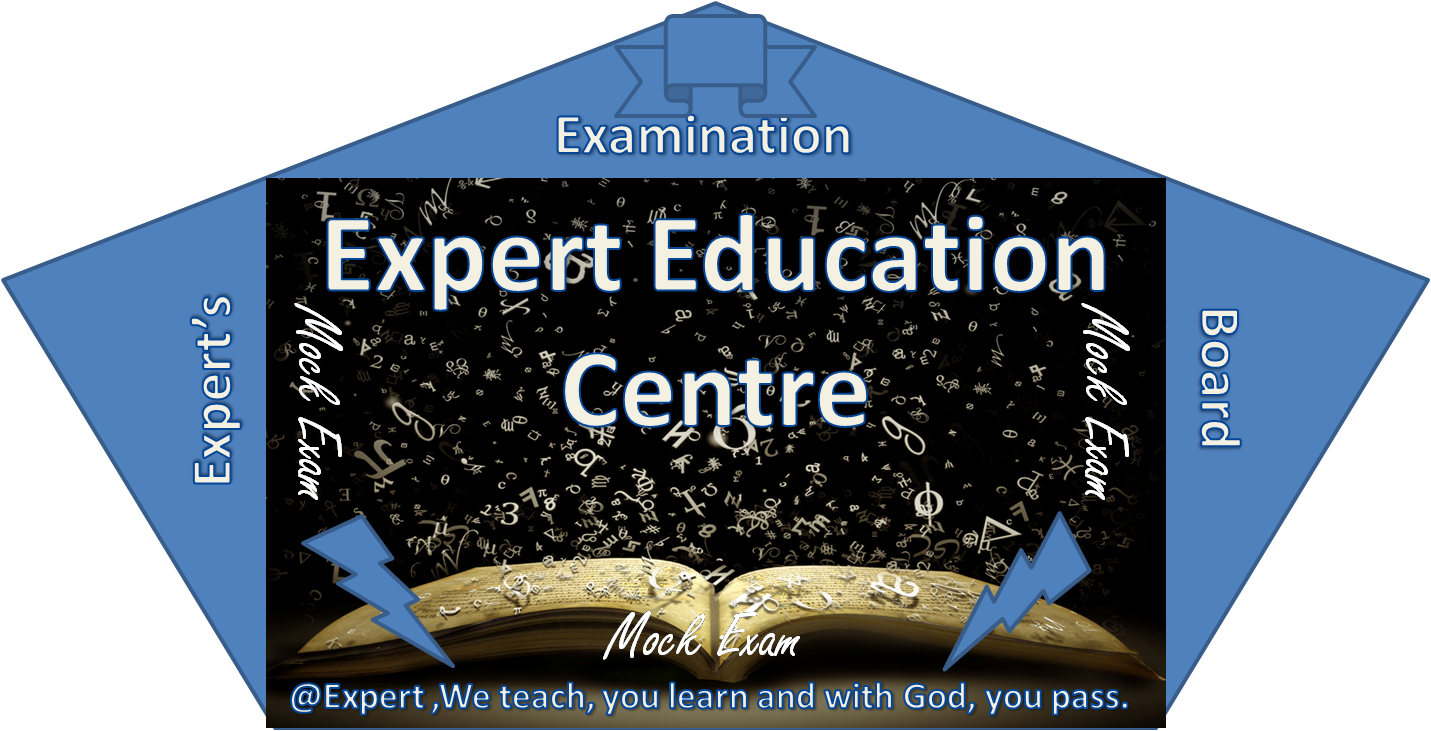 Examination
Expert's
Board
Expert Education
Centre
Mock Exam
Mock Exam
Mock Exam
@Expert ,We teach, you learn and with God, you pass.